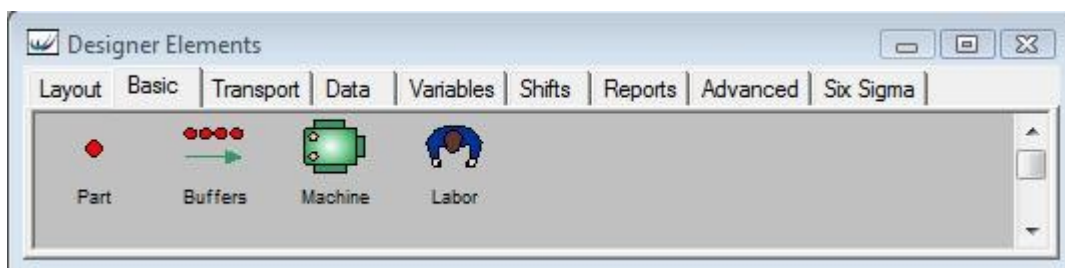 Designer Elements
Layout Basic Transport Data Variables Shifts Reports Advanced Six Sigma
Part Buffers Machine Labor